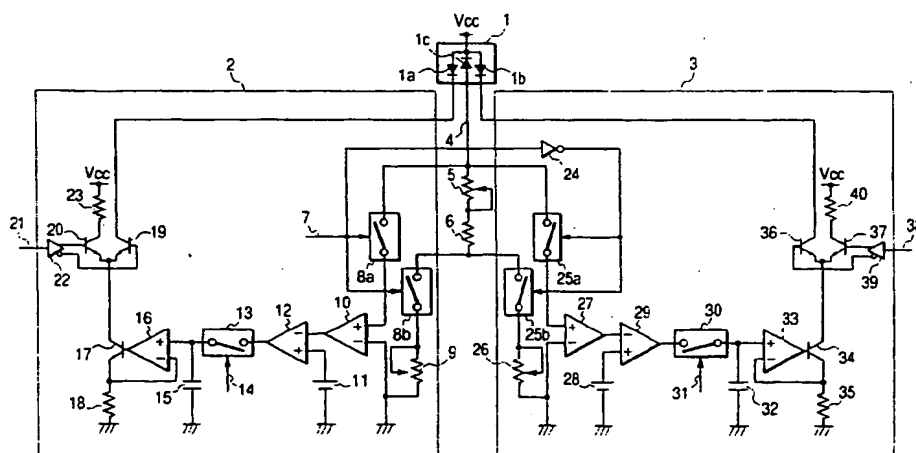 Vcc 1
1c
1a 1b
2 3
4
24
Vcc
23
5
Vcc
40
7
6
21 20 19
8a
25a
36 37 38
22
39
8b
25b
16 13 12 10
27 29 30 33
+ - - + + -
+ - - + + -
17 9 26 34
14 11 28 31
18 15 32 35